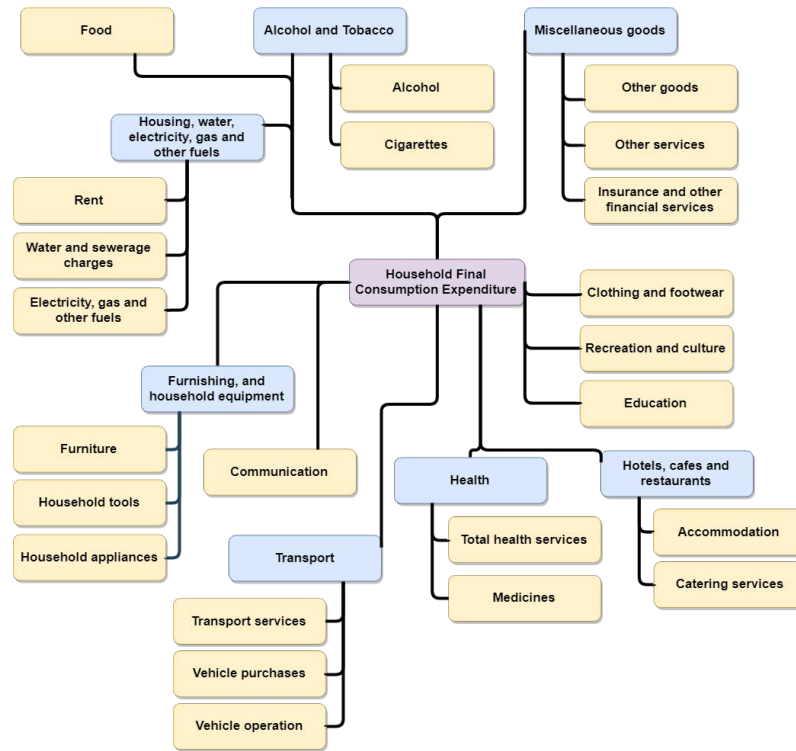 Food
Alcohol and Tobacco
Miscellaneous goods
Alcohol
Other goods
Housing, water,
electricity, gas and
other fuels
Cigarettes
Other services
Rent
Insurance and other
financial services
Water and sewerage
charges
Household Final
Consumption Expenditure
Clothing and footwear
Electricity, gas and
other fuels
Recreation and culture
Furnishing, and
household equipment
Education
Furniture
Communication
Health
Hotels, cafes and
restaurants
Household tools
Total health services
Accommodation
Household appliances
Transport
Medicines
Catering services
Transport services
Vehicle purchases
Vehicle operation